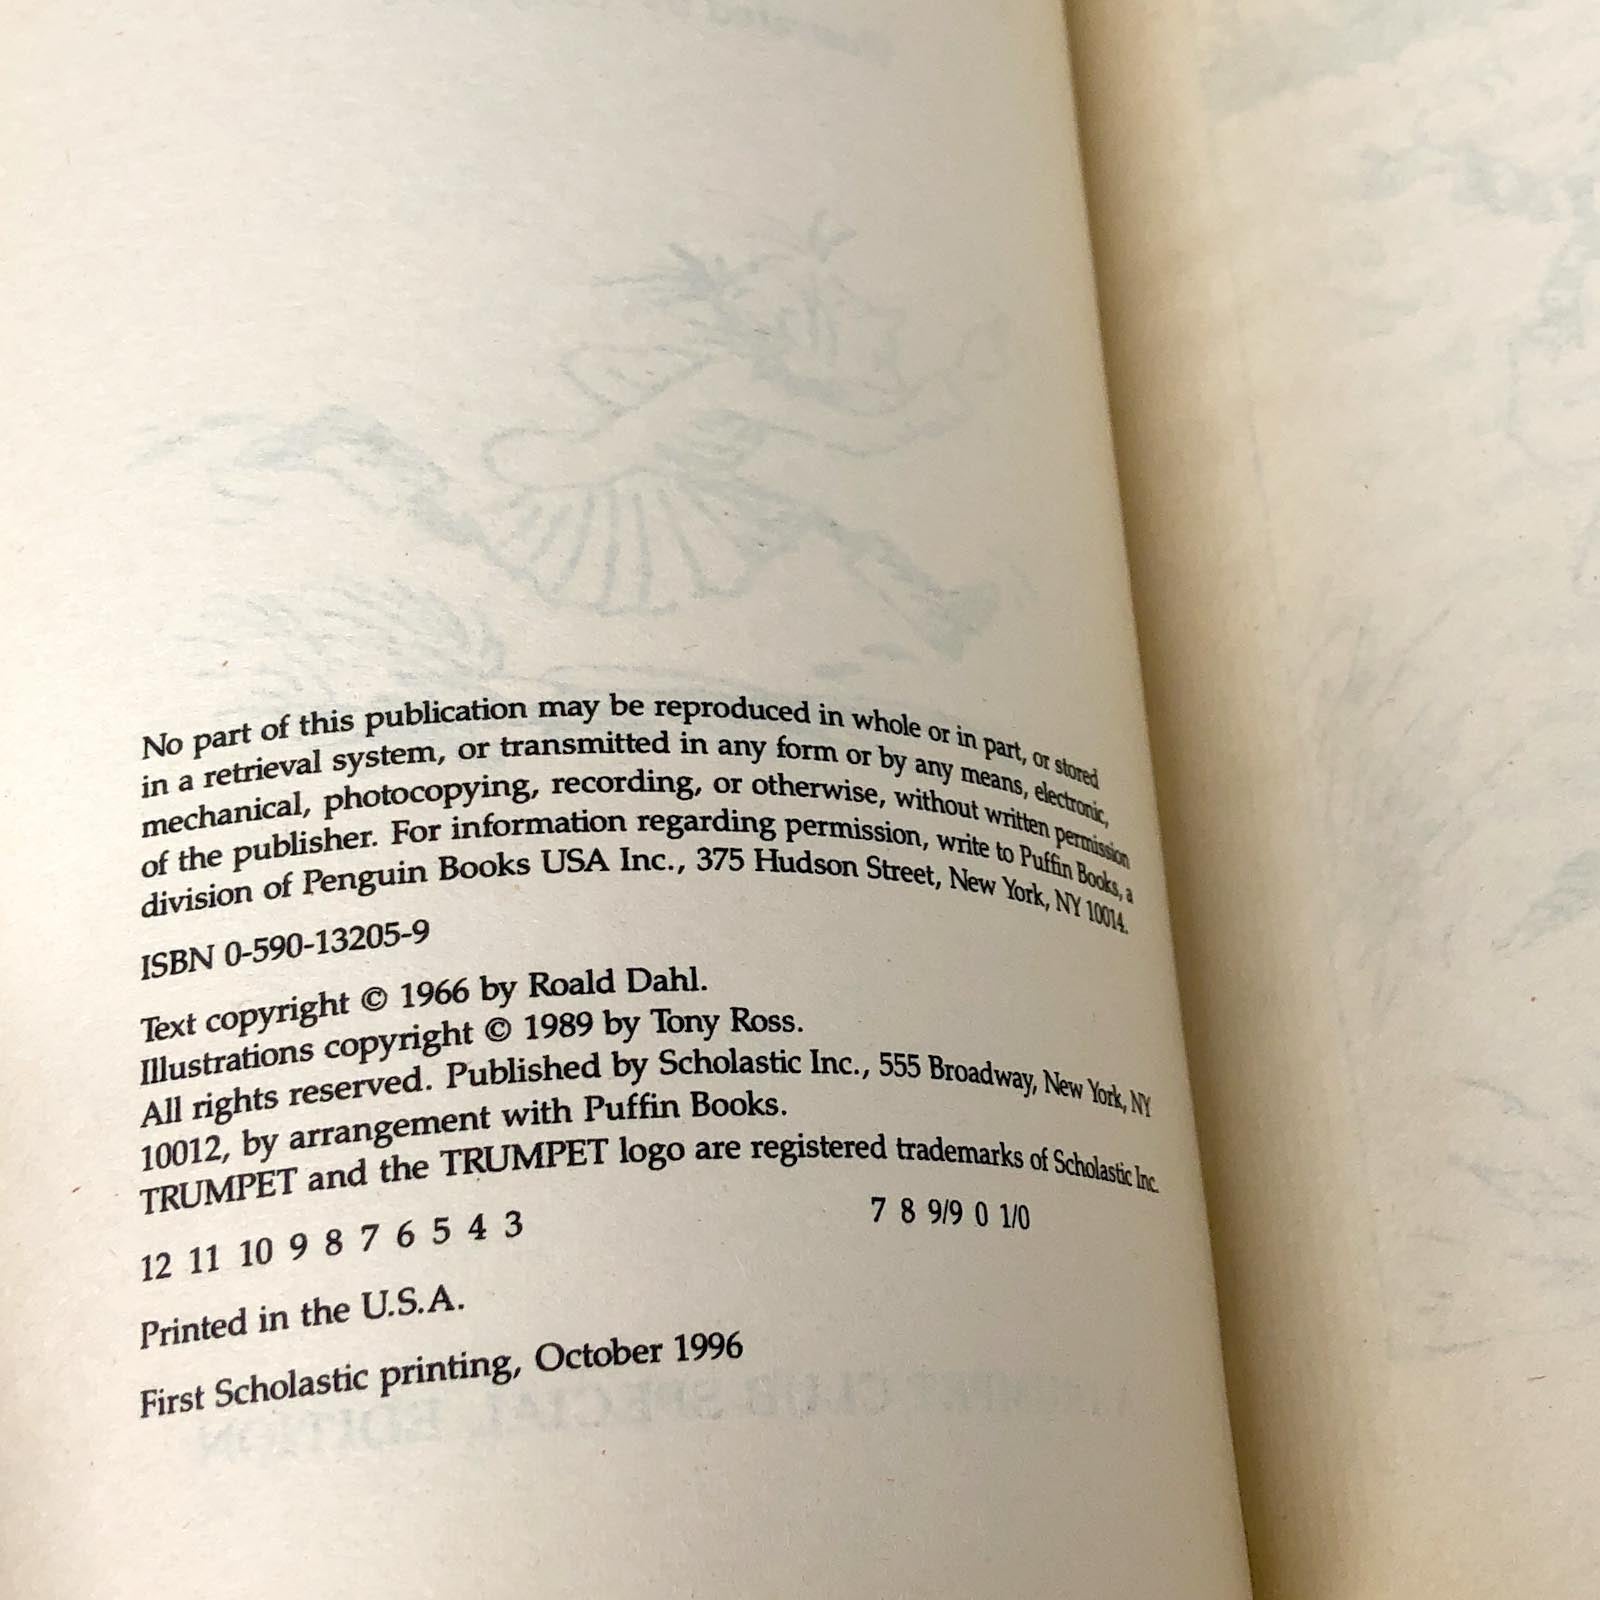 No part of this publication may be reproduced in whole or in part, or stored
in a retrieval system, or transmitted in any form or by any means, electronic,
mechanical, photocopying, recording, or otherwise, without written permission
of the publisher. For information regarding permission, write to Puffin Books, a
division of Penguin Books USA Inc., 375 Hudson Street, New York, NY 10014.
ISBN 0-590-13205-9
Text copyright © 1966 by Roald Dahl.
Illustrations copyright © 1989 by Tony Ross.
All rights reserved. Published by Scholastic Inc., 555 Broadway, New York, NY
10012, by arrangement with Puffin Books.
TRUMPET and the TRUMPET logo are registered trademarks of Scholastic Inc.
12 11 10 9 8 7 6 5 4 3 7 8 9/9 0 1/0
Printed in the U.S.A.
First Scholastic printing, October 1996
CLUB SPECIAL EDITION